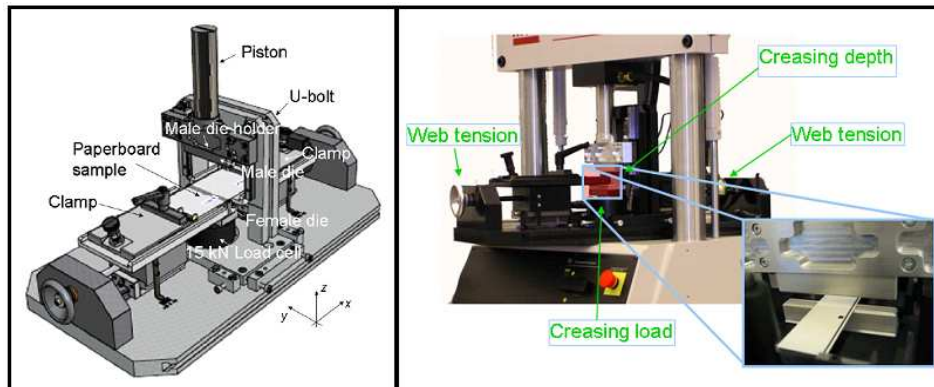 Piston
U-bolt
Male die-holder
Paperboard
sample
Clamp
Male die
Clamp
Female die
15 kN Load cell
z
y
x
Creasing depth
Web tension
Web tension
Creasing load